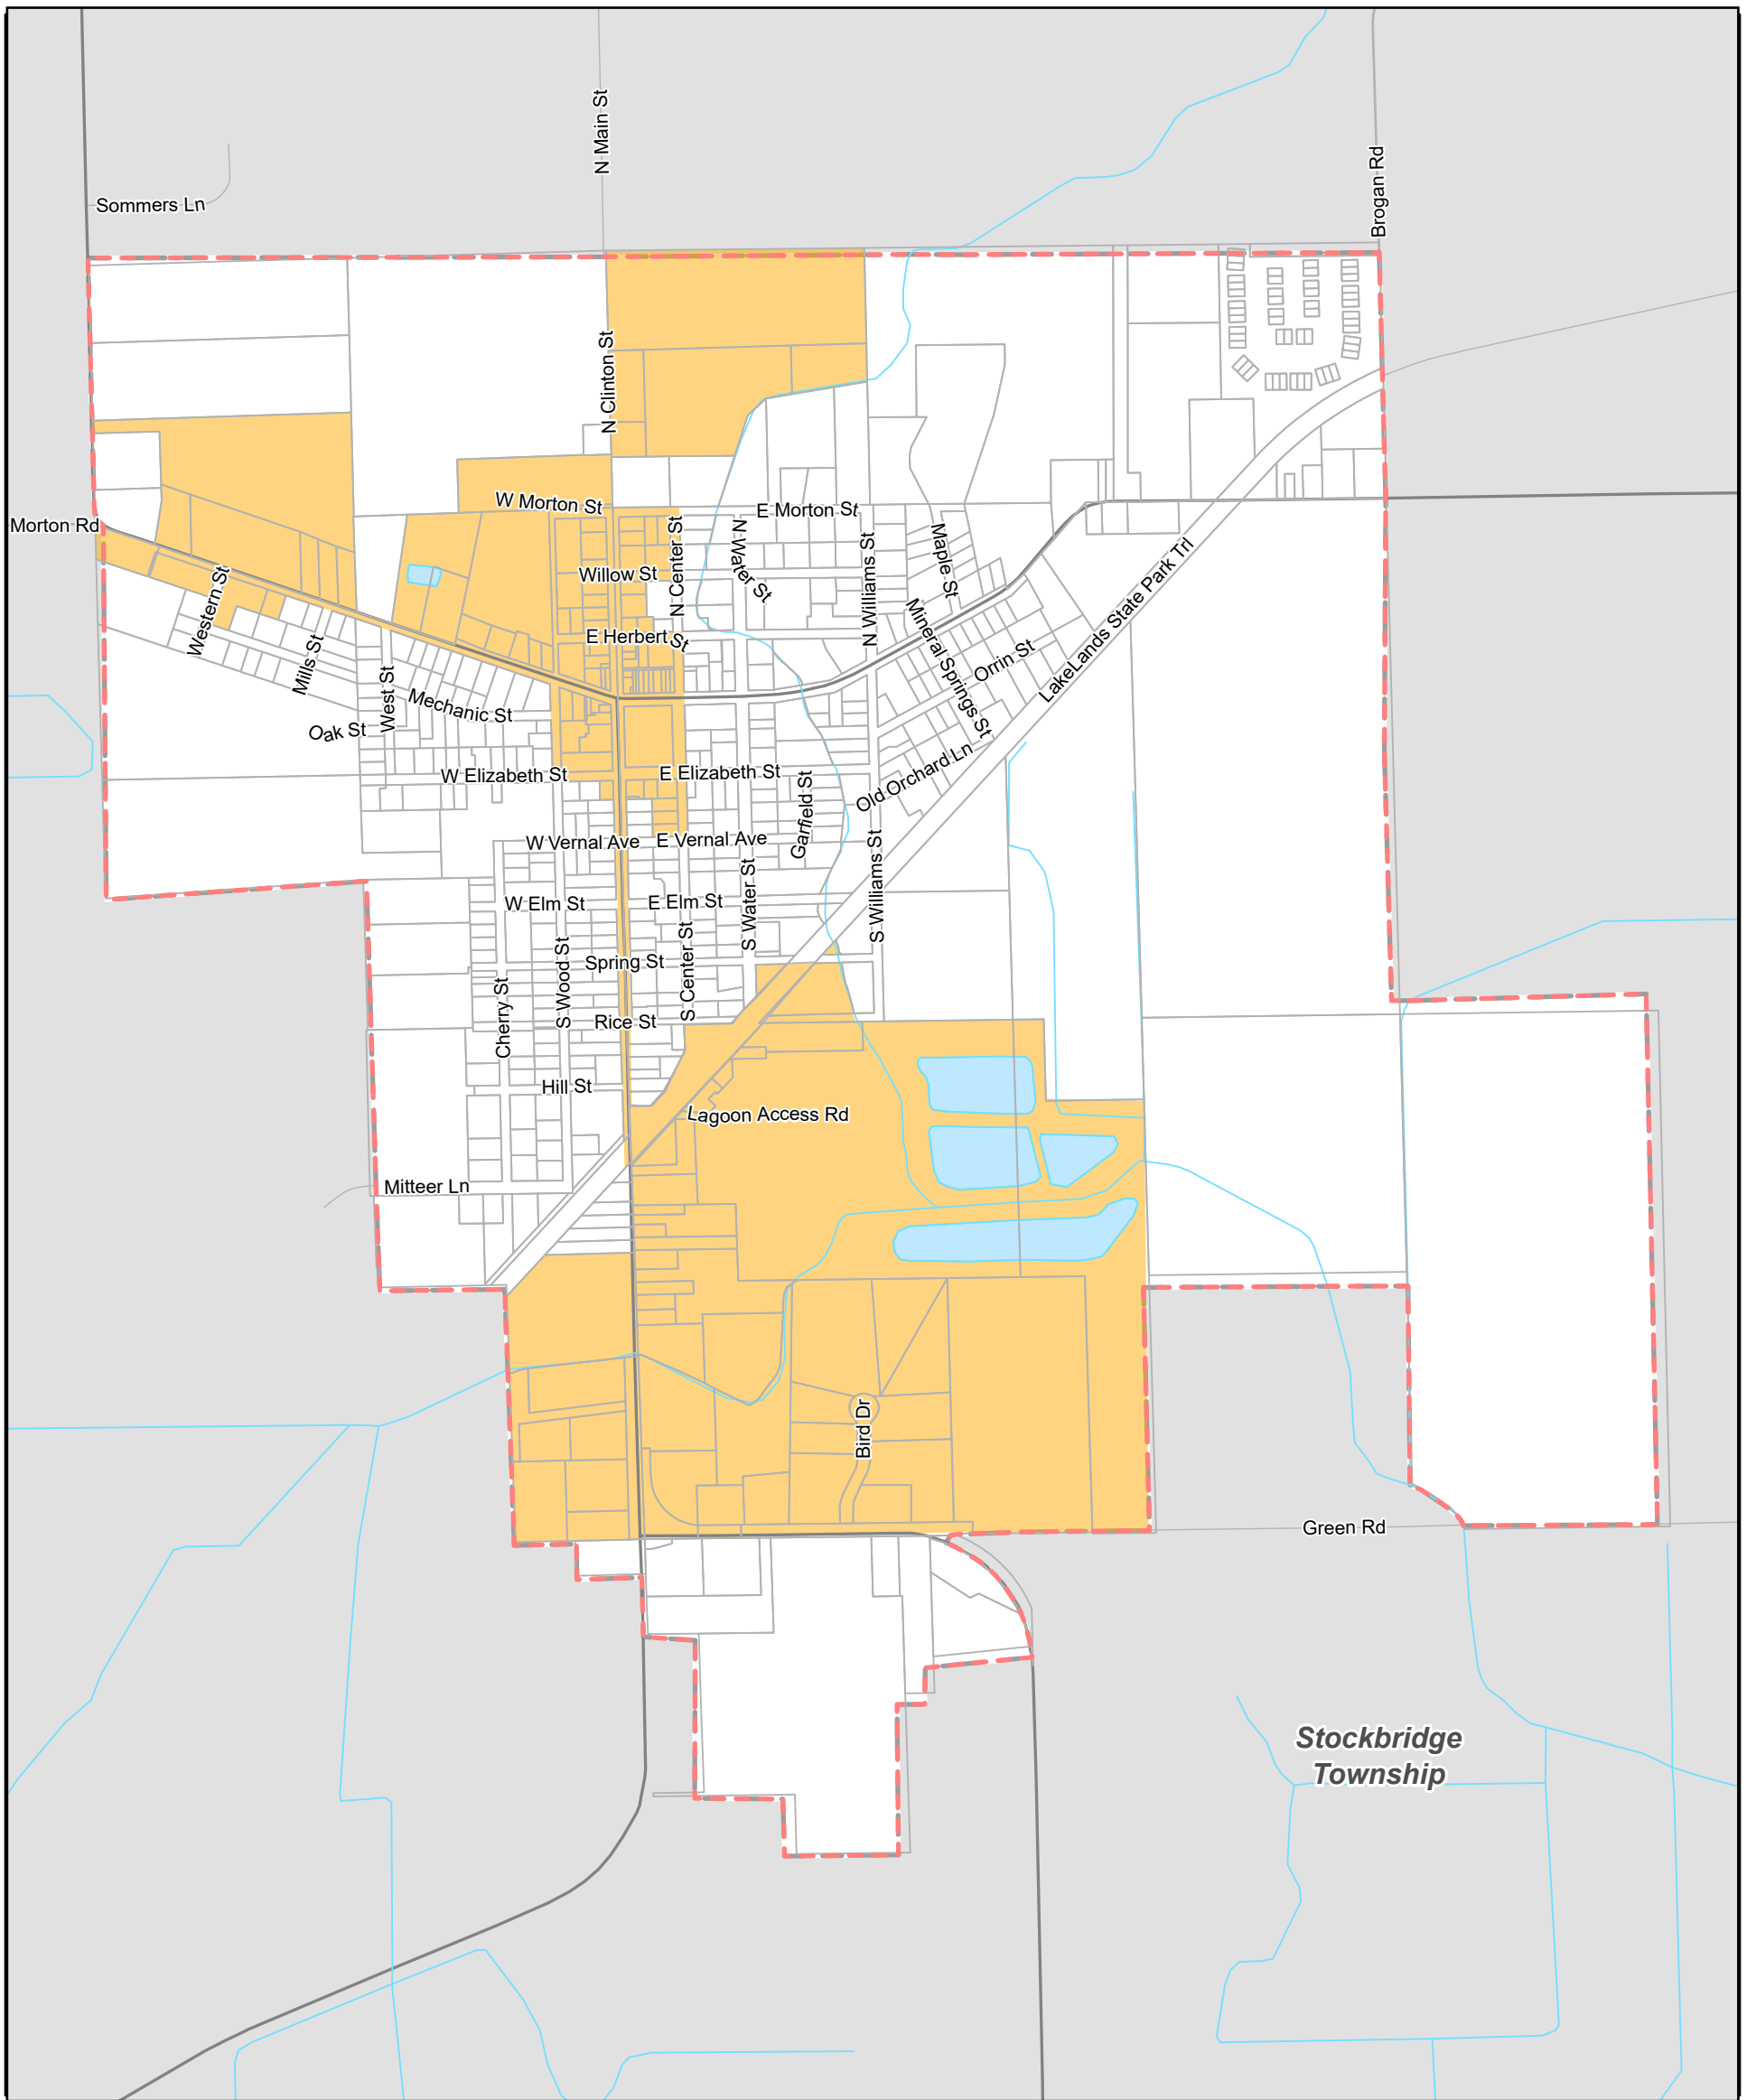 N Main St
Brogan Rd
Sommers Ln
N Clinton St
W Morton St
E Morton St
Morton Rd
N Center St
N Water St
N Williams St
Maple St
Willow St
Western St
Mills St
West St
E Herbert St
Mineral Springs St
Orrin St
LakeLands State Park Trl
Mechanic St
Oak St
W Elizabeth St
E Elizabeth St
Garfield St
Old Orchard Ln
W Vernal Ave
E Vernal Ave
S Williams St
W Elm St
E Elm St
S Water St
Cherry St
S Wood St
Spring St
S Center St
Rice St
Hill St
Lagoon Access Rd
Mitteer Ln
Bird Dr
Green Rd
Stockbridge
Township